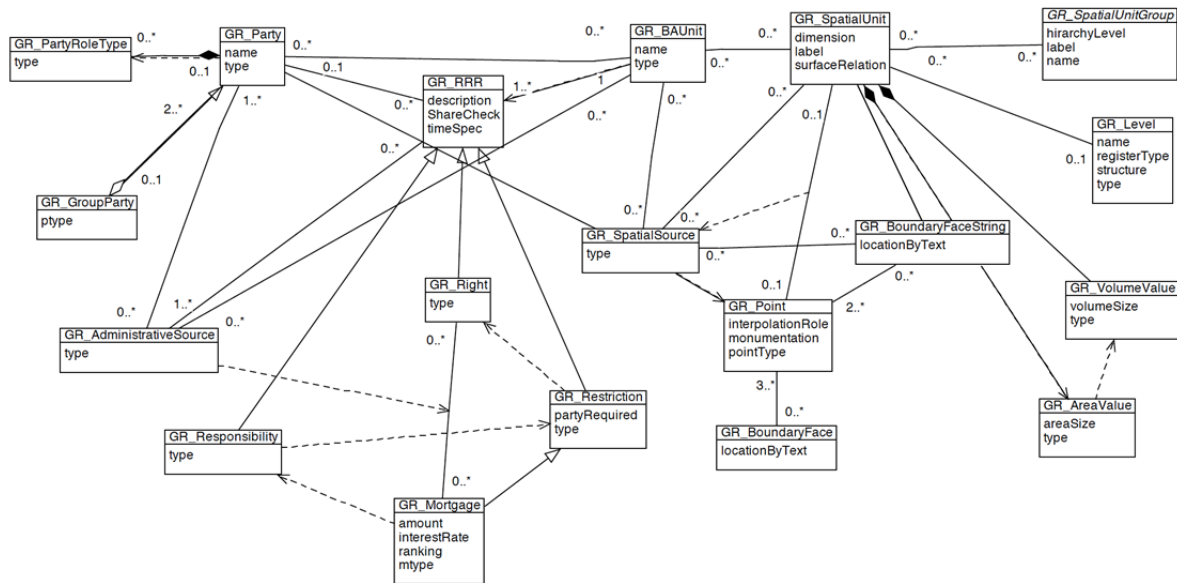 GR_PartyRoleType
type
0..*
0..1
GR_Party
name
type
0..*
0..1
0..*
GR_BAUnit
name
type
0..*
0..*
GR_SpatialUnit
dimension
label
surfaceRelation
0..*
0..*
GR_SpatialUnitGroup
hirarchyLevel
label
name
2..*
1..*
0..1
0..*
0..*
GR_RRR
description
ShareCheck
timeSpec
1..*
1
0..*
0..*
0..*
0..1
GR_Level
name
registerType
structure
type
0..1
GR_GroupParty
ptype
0..*
0..*
GR_SpatialSource
type
0..*
GR_BoundaryFaceString
locationByText
0..*
0..*
GR_Right
type
0..*
0..1
GR_Point
interpolationRole
monumentation
pointType
2..*
GR_VolumeValue
volumeSize
type
0..*
1..*
0..*
GR_AdministrativeSource
type
3..*
0..*
GR_Restriction
partyRequired
type
GR_AreaValue
areaSize
type
GR_Responsibility
type
GR_BoundaryFace
locationByText
0..*
GR_Mortgage
amount
interestRate
ranking
mtype